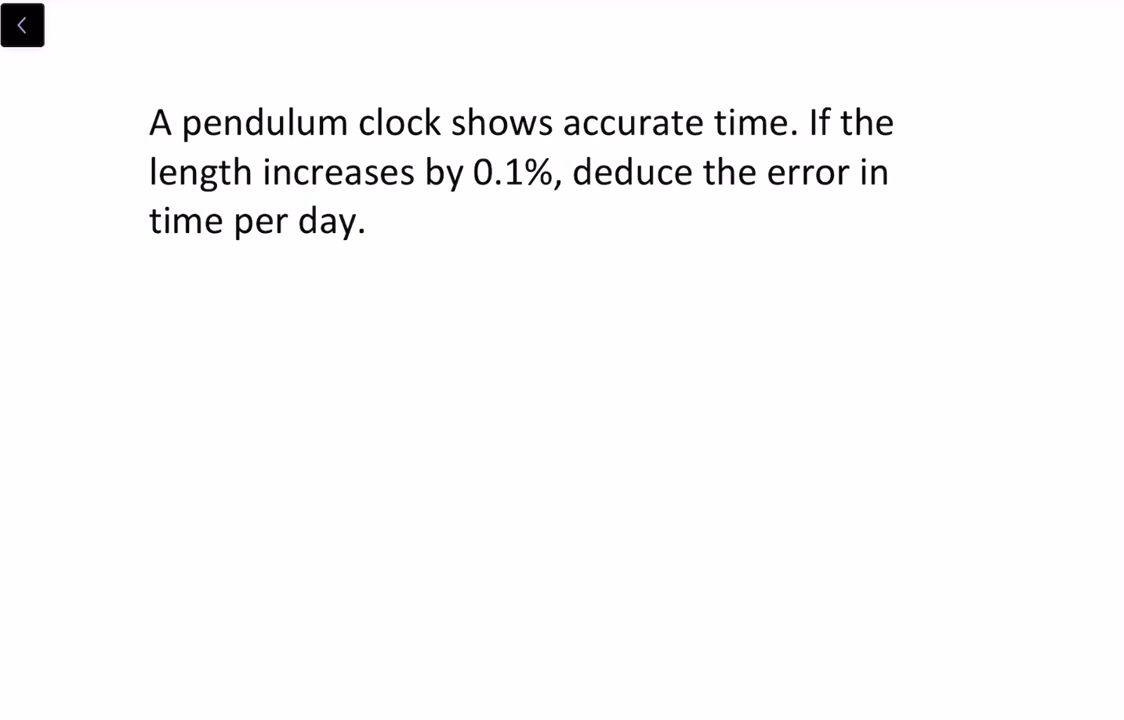 A pendulum clock shows accurate time. If the
length increases by 0.1%, deduce the error in
time per day.